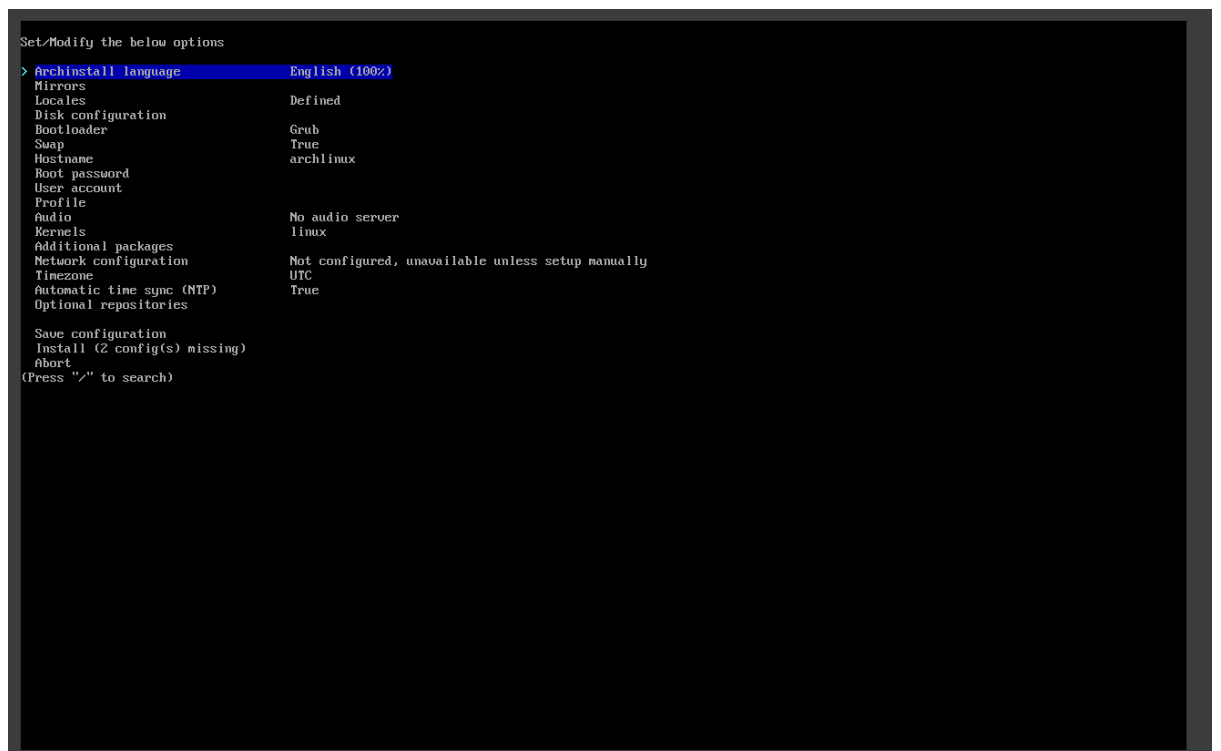 Set/Modify the below options
> Archinstall language English (100%)
Mirrors
Locales Defined
Disk configuration
Bootloader Grub
Swap True
Hostname archlinux
Root password
User account
Profile
Audio No audio server
Kernels linux
Additional packages
Network configuration Not configured, unavailable unless setup manually
Timezone UTC
Automatic time sync (NTP) True
Optional repositories
Save configuration
Install (2 config(s) missing)
Abort
(Press "/" to search)